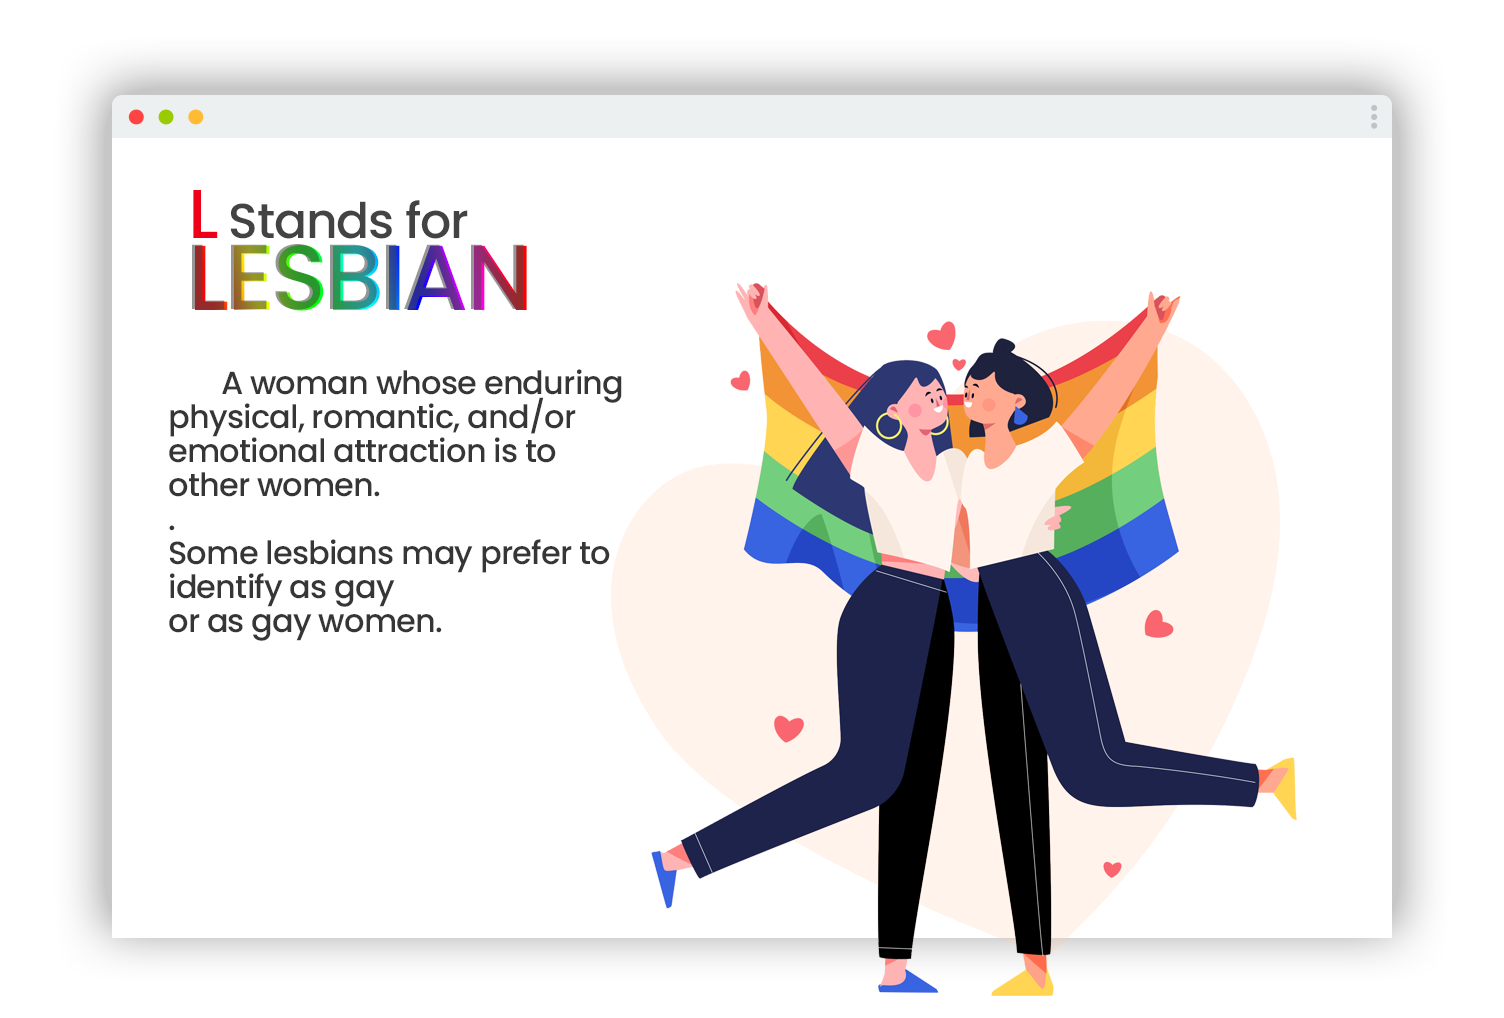 L Stands for
LESBIAN
A woman whose enduring
physical, romantic, and/or
emotional attraction is to
other women.
.
Some lesbians may prefer to
identify as gay
or as gay women.